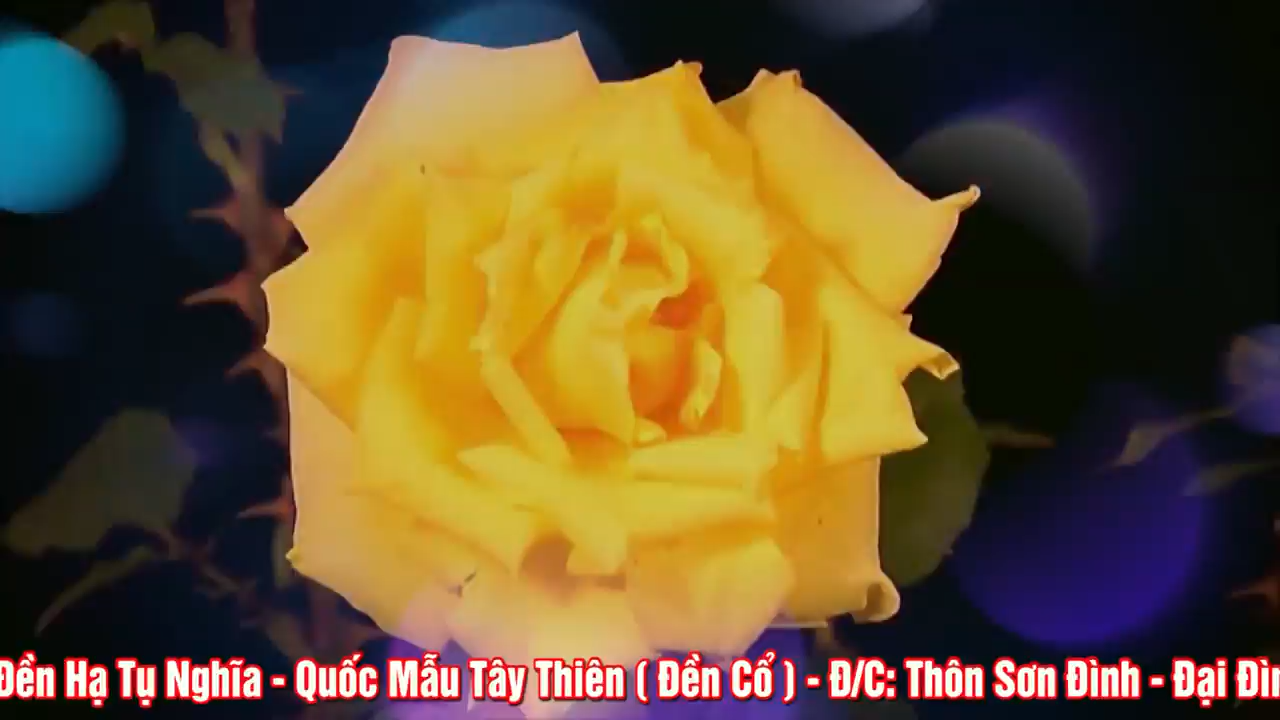 Đền Hạ Tụ Nghĩa - Quốc Mẫu Tây Thiên ( Đền Cổ ) - Đ/C: Thôn Sơn Đình - Đại